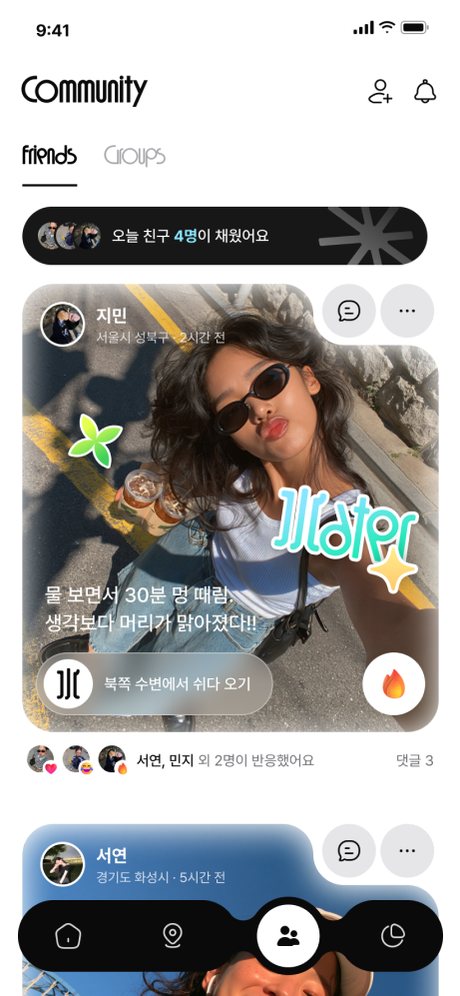 9:41
Community
Friends Groups
오늘 친구 4명이 채웠어요
지민
서울시 성북구 · 2시간 전
water
물 보면서 30분 멍 때림.
생각보다 머리가 맑아졌다!!
북쪽 수변에서 쉬다 오기
서연, 민지 외 2명이 반응했어요 댓글 3
서연
경기도 화성시 · 5시간 전